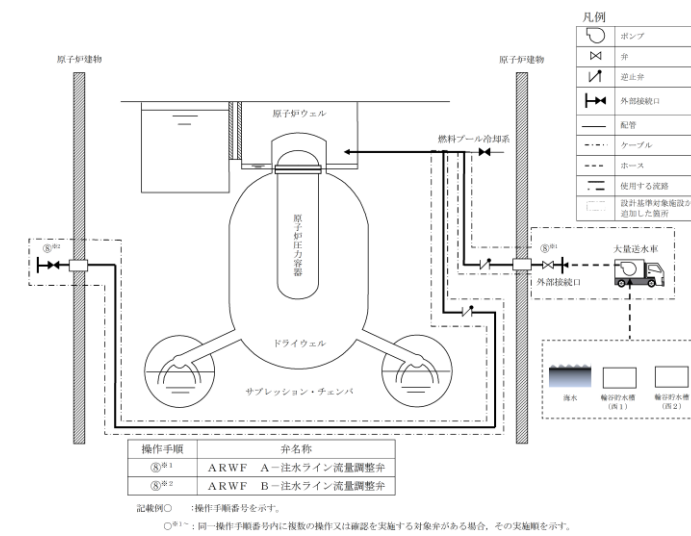 凡例
ポンプ
弁
逆止弁
外部接続口
配管
ケーブル
ホース
使用する流路
設計基準対象施設から
追加した箇所
原子炉建物
原子炉建物
原子炉ウェル
燃料プール冷却系
原子炉圧力容器
⑧※2
⑧※1
大量送水車
外部接続口
ドライウェル
サプレッション・チェンバ
海水
輪谷貯水槽
(西1)
輪谷貯水槽
(西2)
操作手順 弁名称
⑧※1 ARWF A-注水ライン流量調整弁
⑧※2 ARWF B-注水ライン流量調整弁
記載例○ :操作手順番号を示す。
○※1~:同一操作手順番号内に複数の操作又は確認を実施する対象弁がある場合,その実施順を示す。